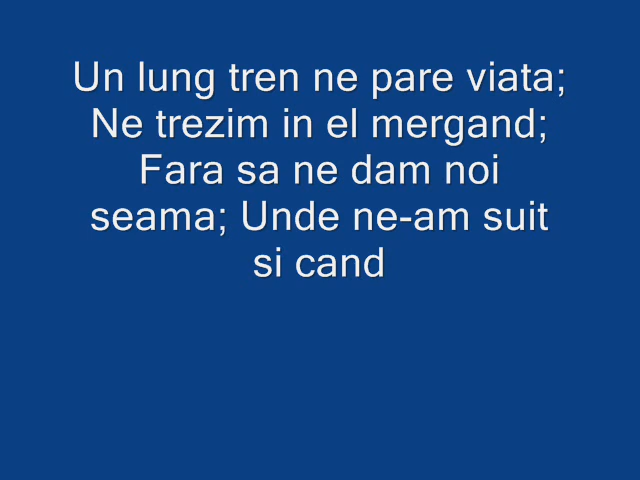 Un lung tren ne pare viata;
Ne trezim in el mergand;
Fara sa ne dam noi
seama; Unde ne-am suit
si cand